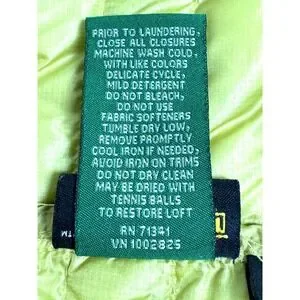 PRIOR TO LAUNDERING,
CLOSE ALL CLOSURES
MACHINE WASH COLD,
WITH LIKE COLORS
DELICATE CYCLE,
MILD DETERGENT
DO NOT BLEACH,
DO NOT USE
FABRIC SOFTENERS
TUMBLE DRY LOW,
REMOVE PROMPTLY
COOL IRON IF NEEDED,
AVOID IRON ON TRIMS
DO NOT DRY CLEAN
MAY BE DRIED WITH
TENNIS BALLS
TO RESTORE LOFT
RN 71341
VN 1002825